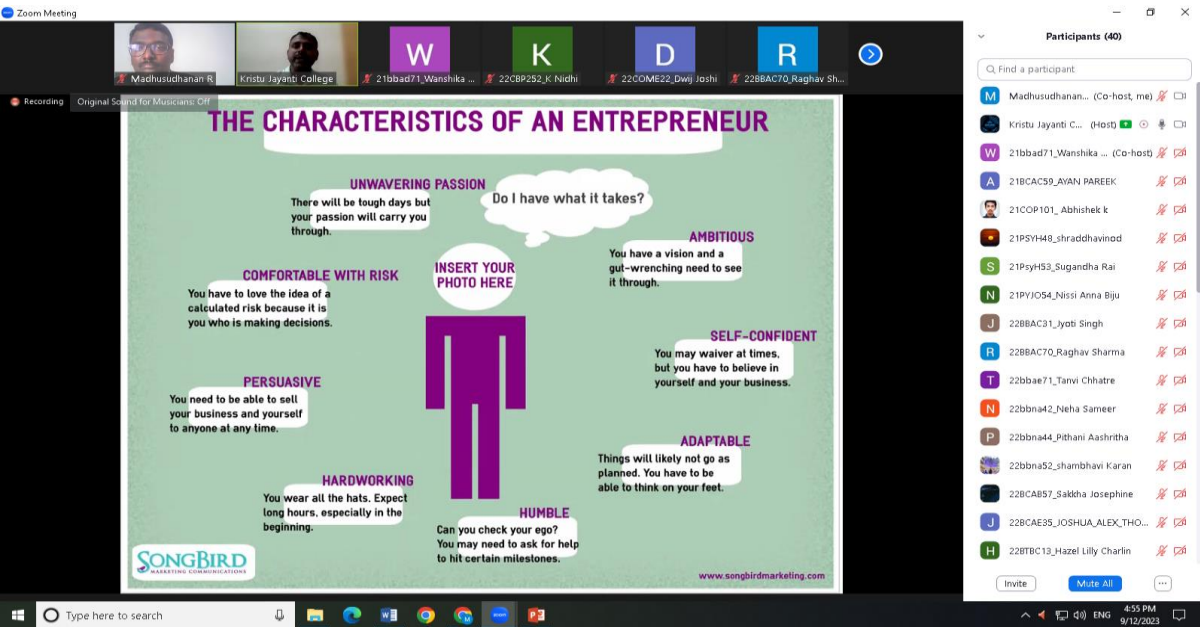 Zoom Meeting
Madhusudhanan R
Kristu Jayanti College
W
21bbad71_Wanshika ...
K
22CBP252_K Nidhi
D
22COME22_Dwij Joshi
R
22BBAC70_Raghav Sh...
Recording
Original Sound for Musicians: Off
THE CHARACTERISTICS OF AN ENTREPRENEUR
UNWAVERING PASSION
There will be tough days but
your passion will carry you
through.
Do I have what it takes?
AMBITIOUS
You have a vision and a
gut-wrenching need to see
it through.
COMFORTABLE WITH RISK
You have to love the idea of a
calculated risk because it is
you who is making decisions.
INSERT YOUR
PHOTO HERE
SELF-CONFIDENT
You may waiver at times,
but you have to believe in
yourself and your business.
PERSUASIVE
You need to be able to sell
your business and yourself
to anyone at any time.
ADAPTABLE
Things will likely not go as
planned. You have to be
able to think on your feet.
HARDWORKING
You wear all the hats. Expect
long hours, especially in the
beginning.
HUMBLE
Can you check your ego?
You may need to ask for help
to hit certain milestones.
SONGBIRD
MARKETING COMMUNICATIONS
www.songbirdmarketing.com
Participants (40)
Find a participant
M Madhusudhanan... (Co-host, me)
Kristu Jayanti C... (Host)
W 21bbad71_Wanshika ... (Co-host)
A 21BCAC59_AYAN PAREEK
21COP101_ Abhishek k
21PSYH48_shraddhavinod
S 21PsyH53_Sugandha Rai
N 21PYJO54_Nissi Anna Biju
J 22BBAC31_Jyoti Singh
R 22BBAC70_Raghav Sharma
T 22bbae71_Tanvi Chhatre
N 22bbna42_Neha Sameer
P 22bbna44_Pithani Aashritha
22bbna52_shambhavi Karan
22BCAB57_Sakkha Josephine
J 22BCAE35_JOSHUA_ALEX_THO...
H 22BTBC13_Hazel Lilly Charlin
Invite
Mute All
Type here to search
ENG
4:55 PM
9/12/2023